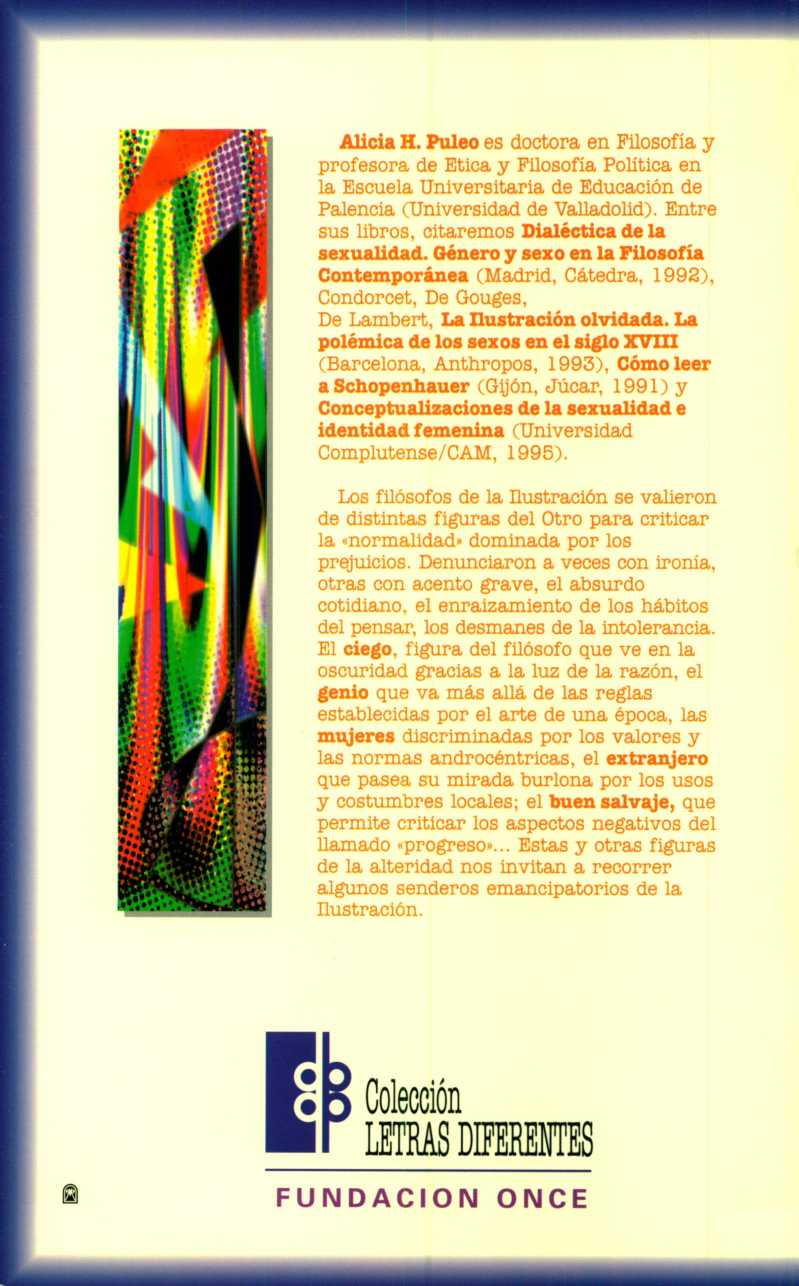 Alicia H. Puleo es doctora en Filosofía y
profesora de Etica y Filosofía Política en
la Escuela Universitaria de Educación de
Palencia (Universidad de Valladolid). Entre
sus libros, citaremos Dialéctica de la
sexualidad. Género y sexo en la Filosofía
Contemporánea (Madrid, Cátedra, 1992),
Condorcet, De Gouges,
De Lambert, La Ilustración olvidada. La
polémica de los sexos en el siglo XVIII
(Barcelona, Anthropos, 1993), Cómo leer
a Schopenhauer (Gijón, Júcar, 1991) y
Conceptualizaciones de la sexualidad e
identidad femenina (Universidad
Complutense/CAM, 1995).
Los filósofos de la Ilustración se valieron
de distintas figuras del Otro para criticar
la «normalidad» dominada por los
prejuicios. Denunciaron a veces con ironía,
otras con acento grave, el absurdo
cotidiano, el enraizamiento de los hábitos
del pensar, los desmanes de la intolerancia.
El ciego, figura del filósofo que ve en la
oscuridad gracias a la luz de la razón, el
genio que va más allá de las reglas
establecidas por el arte de una época, las
mujeres discriminadas por los valores y
las normas androcéntricas, el extranjero
que pasea su mirada burlona por los usos
y costumbres locales; el buen salvaje, que
permite criticar los aspectos negativos del
llamado «progreso»... Estas y otras figuras
de la alteridad nos invitan a recorrer
algunos senderos emancipatorios de la
Ilustración.
Colección
LETRAS DIFERENTES
FUNDACION ONCE